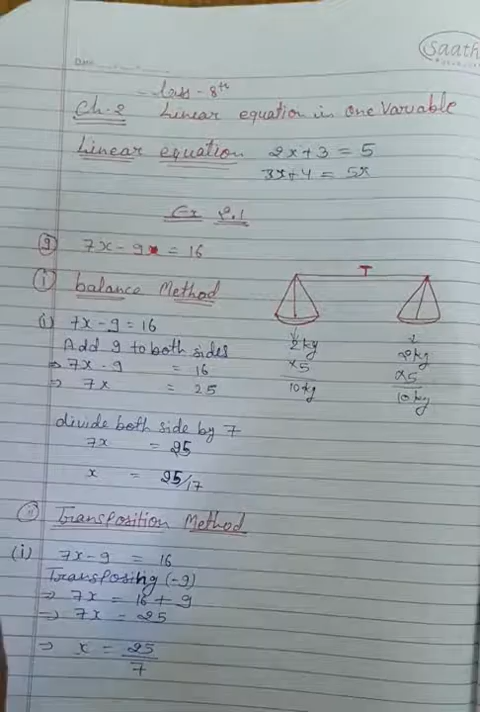 Saath
Class - 8th
Ch-2 Linear equation in one Variable
Linear equation 2x+3 = 5
3x+4 = 5x
Ex 2.1
9 7x-9 = 16
i balance Method T
(i) 7x-9 = 16
Add 9 to both sides
⇒ 7x-9 = 16
⇒ 7x = 25
2kg 2kg
x5 x5
10kg 10kg
divide both side by 7
7x = 25
x = 25/7
Transposition Method
(i) 7x-9 = 16
Transposing (-9)
⇒ 7x = 16 + 9
⇒ 7x = 25
⇒ x = 25/7